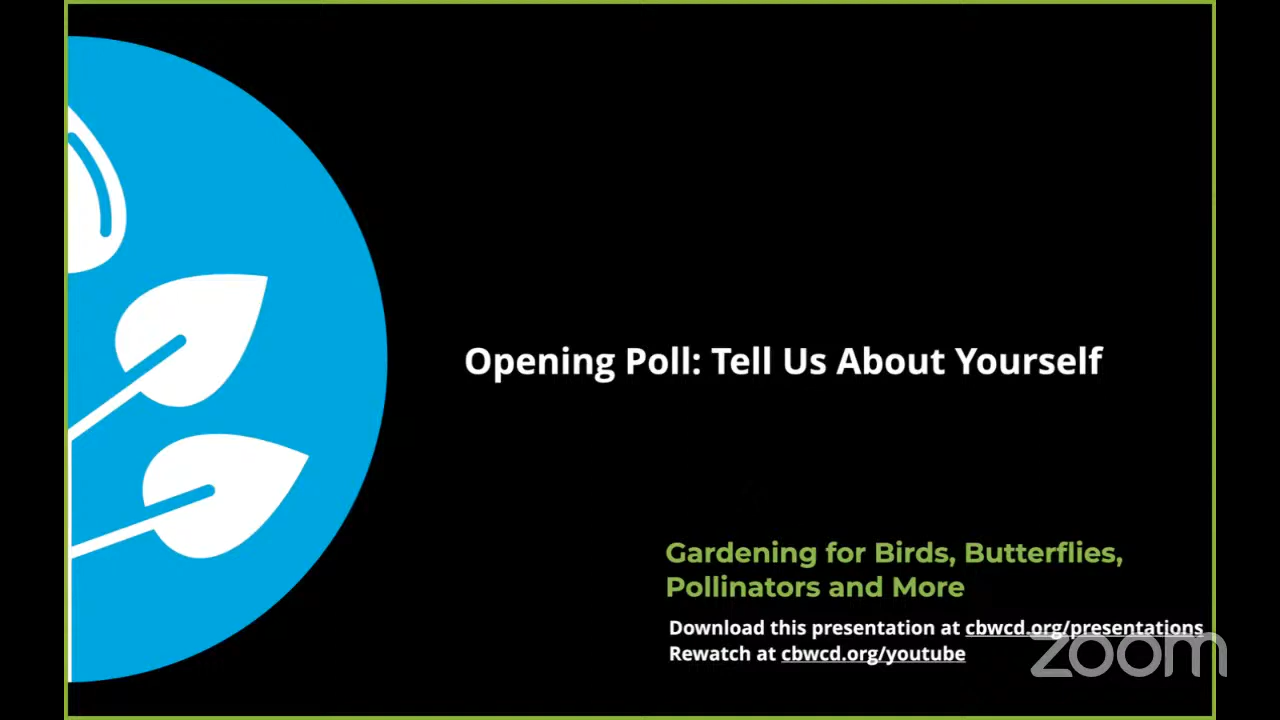 Opening Poll: Tell Us About Yourself
Gardening for Birds, Butterflies,
Pollinators and More
Download this presentation at cbwcd.org/presentations
Rewatch at cbwcd.org/youtube
zoom